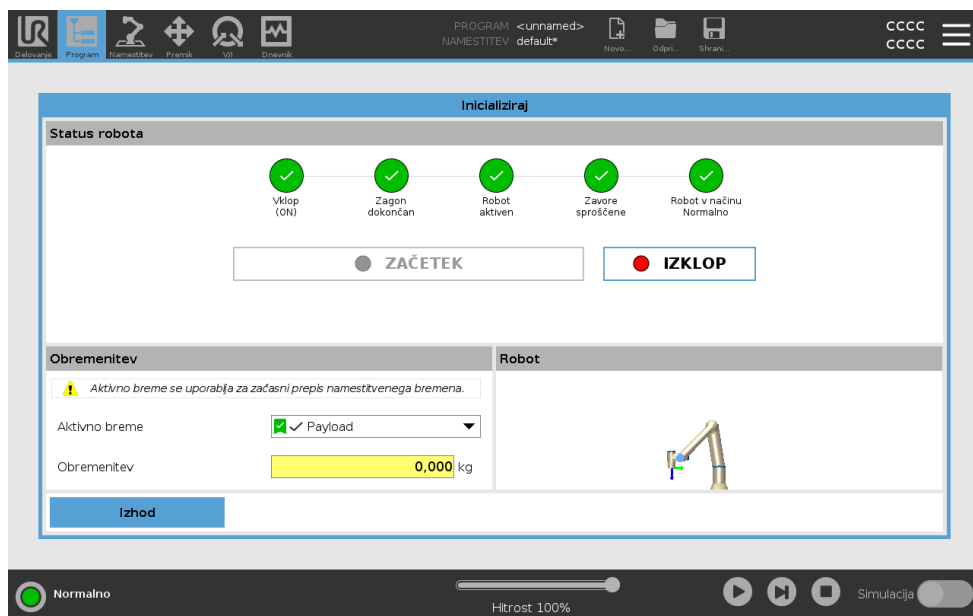 UR
PROGRAM <unnamed>
NAMESTITEV default*
Delovanje
Program
Namestitev
Premik
V/I
Dnevnik
Novo...
Odpri...
Shrani...
CCCC
CCCC
Inicializiraj
Status robota
Vklop
(ON)
Zagon
dokončan
Robot
aktiven
Zavore
sproščene
Robot v načinu
Normalno
ZAČETEK
IZKLOP
Obremenitev
Robot
Aktivno breme se uporablja za začasni prepis namestitvenega bremena.
Aktivno breme
Payload
Obremenitev
0,000 kg
Izhod
Normalno
Hitrost 100%
Simulacija